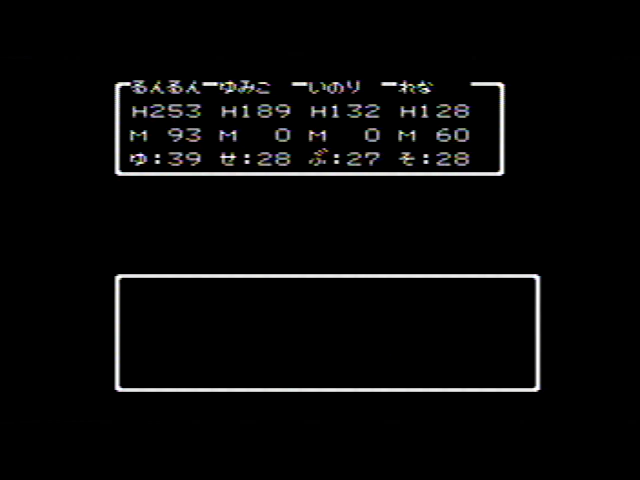 るんるん ゆみこ いのり れな
H253 H189 H132 H128
M 93 M 0 M 0 M 60
ゆ:39 せ:28 ぶ:27 そ:28